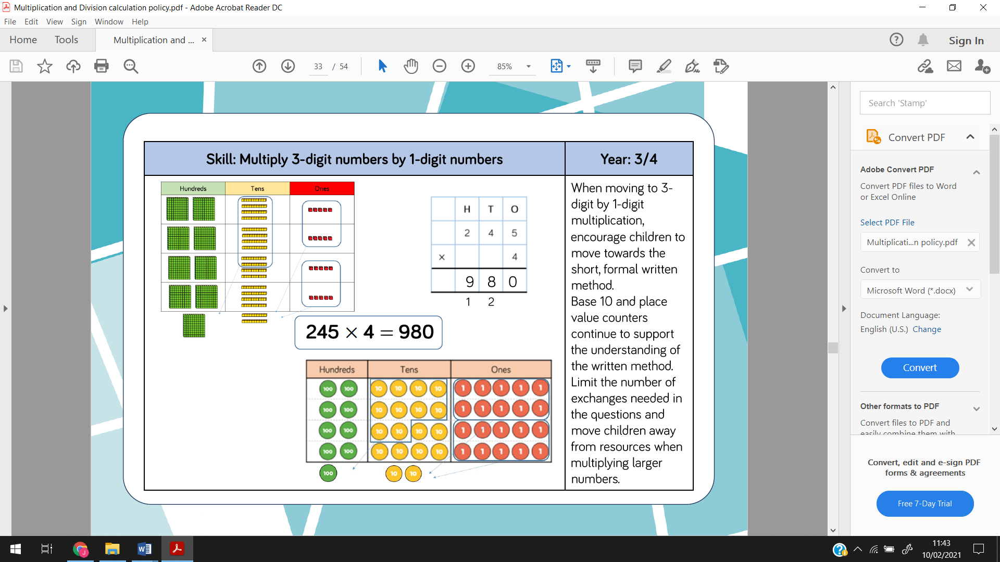 Multiplication and Division calculation policy.pdf - Adobe Acrobat Reader DC
File Edit View Sign Window Help
Home Tools Multiplication and ... × Sign In
33 / 54 85%
Skill: Multiply 3-digit numbers by 1-digit numbers Year: 3/4
Hundreds Tens Ones
H T O
2 4 5
× 4
9 8 0
1 2
245 × 4 = 980
Hundreds Tens Ones
100 100 10 10 10 10 1 1 1 1 1
100 100 10 10 10 10 1 1 1 1 1
100 100 10 10 10 10 1 1 1 1 1
100 100 10 10 10 10 1 1 1 1 1
100 10 10
When moving to 3-
digit by 1-digit
multiplication,
encourage children to
move towards the
short, formal written
method.
Base 10 and place
value counters
continue to support
the understanding of
the written method.
Limit the number of
exchanges needed in
the questions and
move children away
from resources when
multiplying larger
numbers.
Search 'Stamp'
Convert PDF
Adobe Convert PDF
Convert PDF files to Word
or Excel Online
Select PDF File
Multiplicati...n policy.pdf
Convert to
Microsoft Word (*.docx)
Document Language:
English (U.S.) Change
Convert
Other formats to PDF
Convert files to PDF and
easily combine them with
Convert, edit and e-sign PDF
forms & agreements
Free 7-Day Trial
11:43
10/02/2021